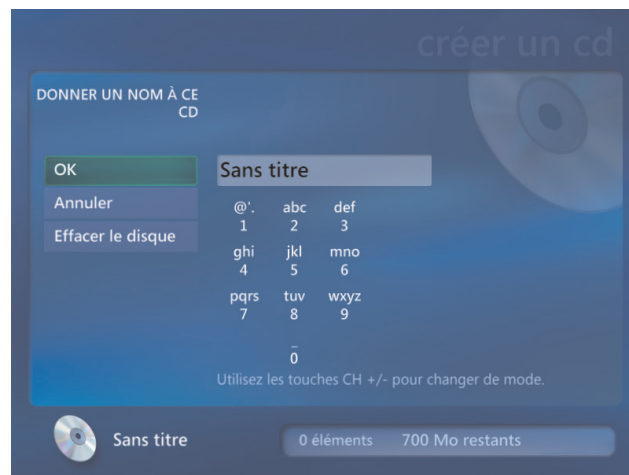 créer un cd
DONNER UN NOM À CE
CD
OK
Annuler
Effacer le disque
Sans titre
@'. abc def
1 2 3
ghi jkl mno
4 5 6
pqrs tuv wxyz
7 8 9
_
0
Utilisez les touches CH +/- pour changer de mode.
Sans titre 0 éléments 700 Mo restants